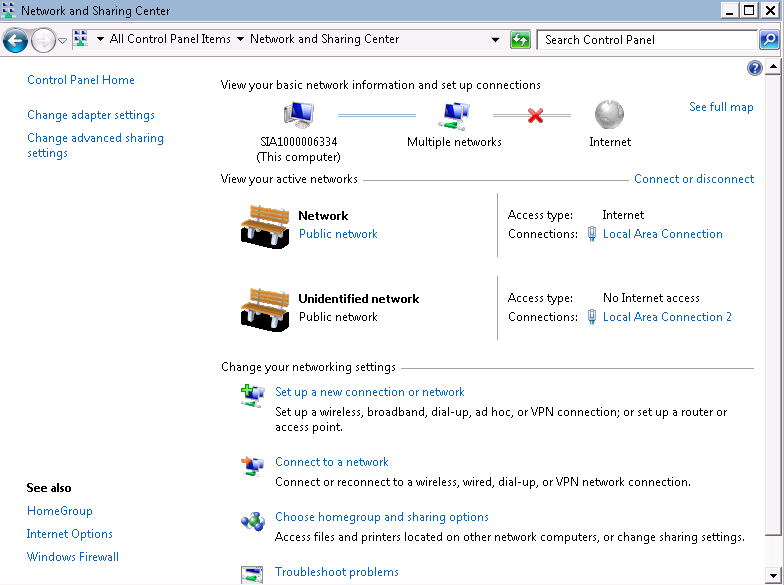 Network and Sharing Center
All Control Panel Items Network and Sharing Center
Search Control Panel
Control Panel Home
Change adapter settings
Change advanced sharing
settings
View your basic network information and set up connections
See full map
SIA1000006334
(This computer)
Multiple networks
Internet
View your active networks
Connect or disconnect
Network
Public network
Access type: Internet
Connections: Local Area Connection
Unidentified network
Public network
Access type: No Internet access
Connections: Local Area Connection 2
Change your networking settings
Set up a new connection or network
Set up a wireless, broadband, dial-up, ad hoc, or VPN connection; or set up a router or
access point.
Connect to a network
Connect or reconnect to a wireless, wired, dial-up, or VPN network connection.
Choose homegroup and sharing options
Access files and printers located on other network computers, or change sharing settings.
Troubleshoot problems
See also
HomeGroup
Internet Options
Windows Firewall